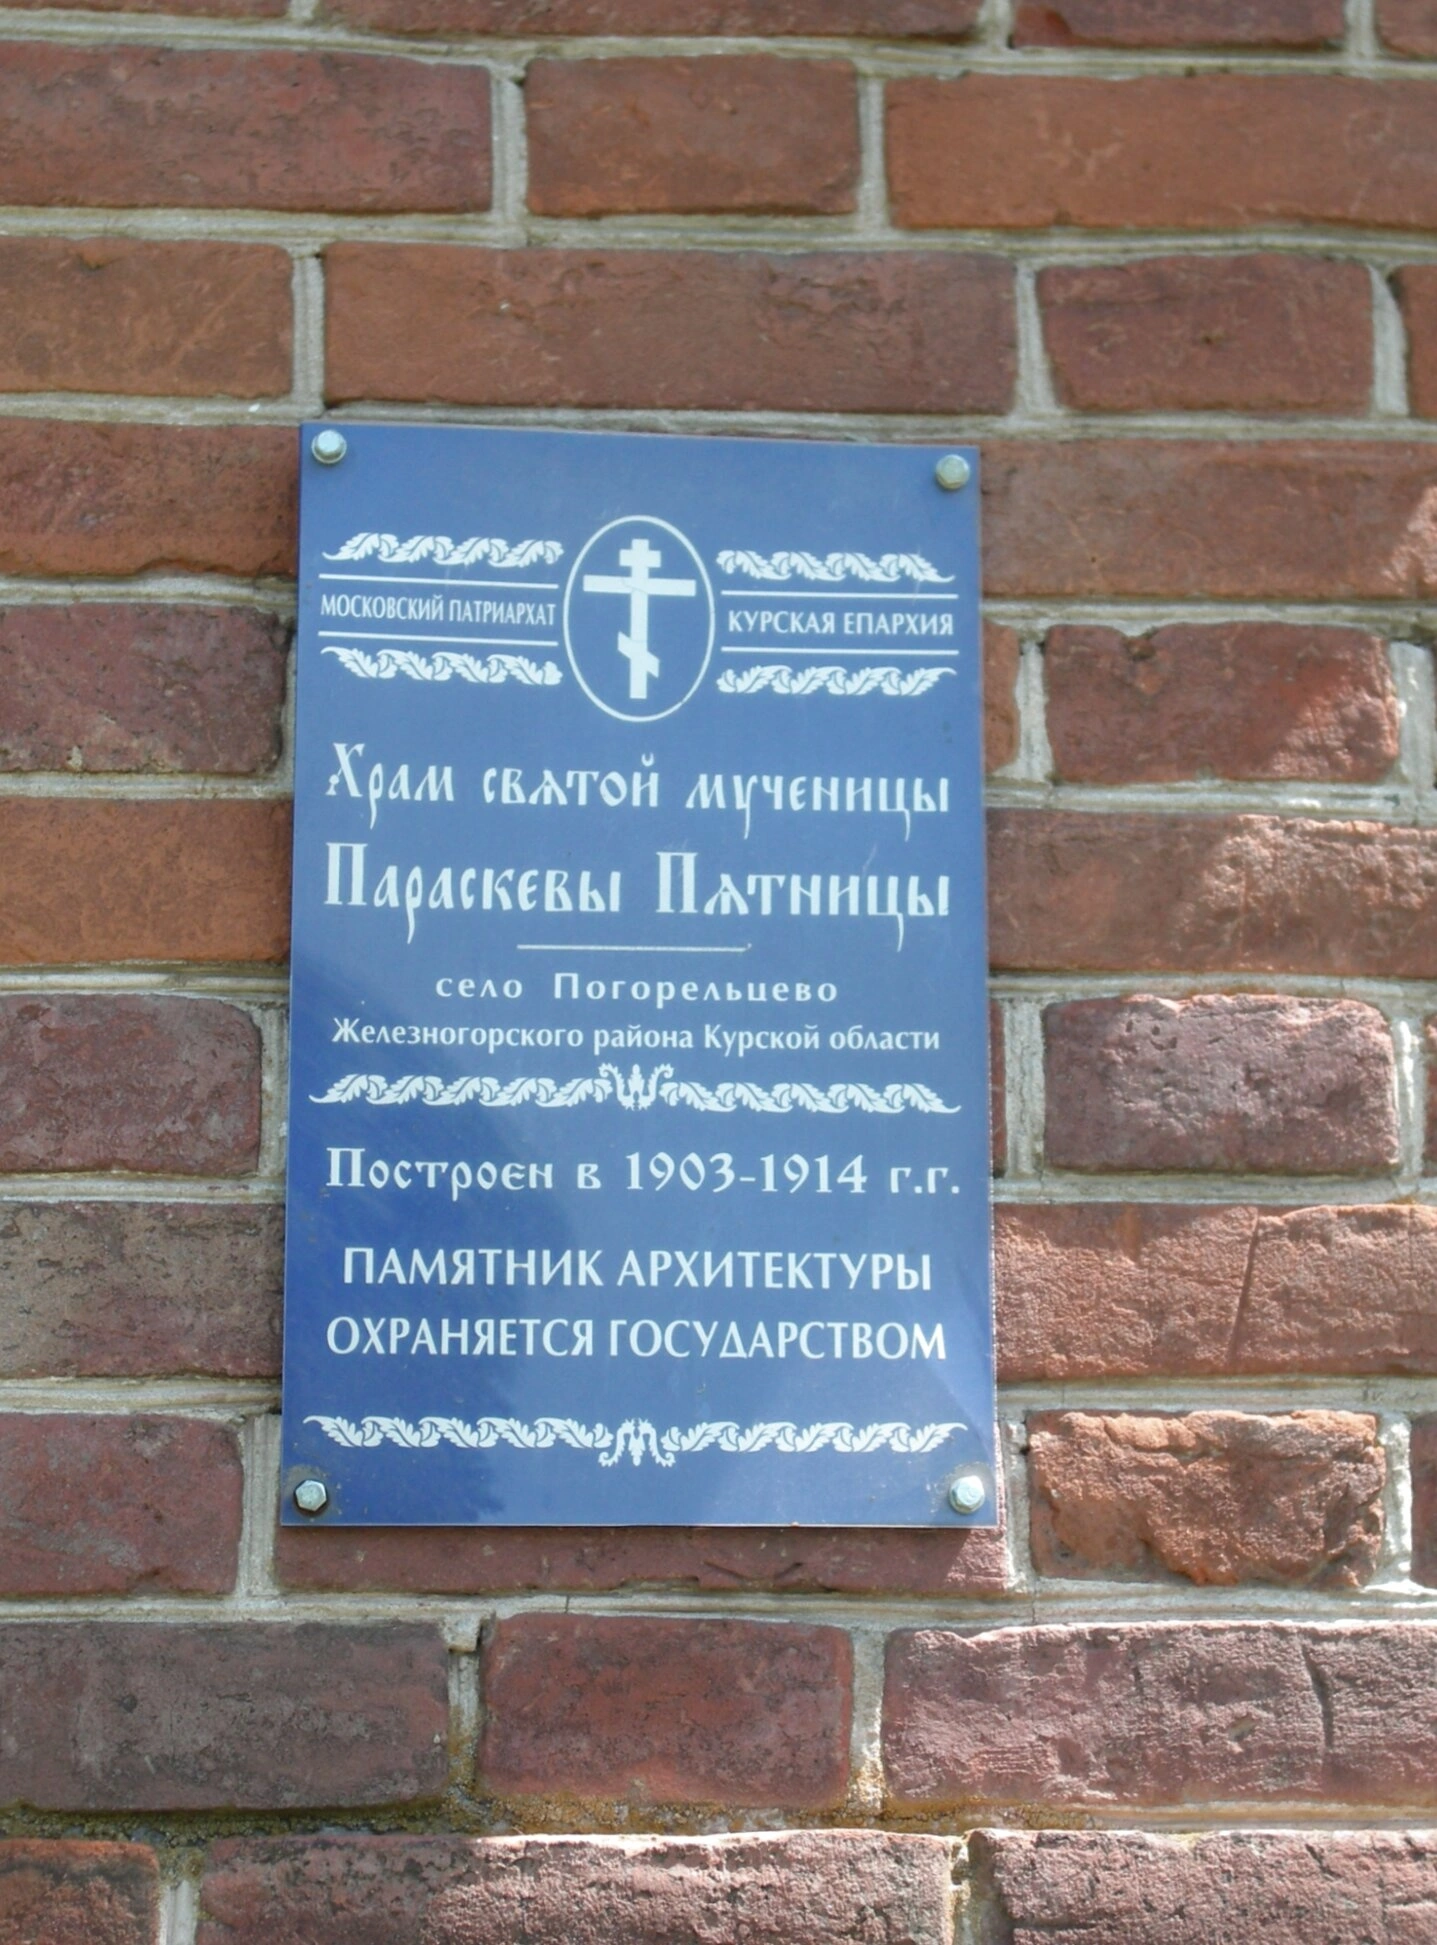 МОСКОВСКИЙ ПАТРИАРХАТ
КУРСКАЯ ЕПАРХИЯ
Храм святой мученицы
Параскевы Пятницы
село Погорельцево
Железногорского района Курской области
Построен в 1903-1914 г.г.
ПАМЯТНИК АРХИТЕКТУРЫ
ОХРАНЯЕТСЯ ГОСУДАРСТВОМ